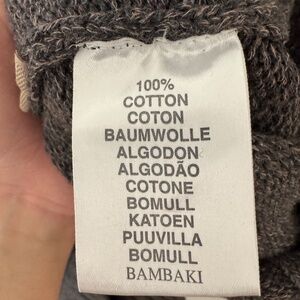 100%
COTTON
COTON
BAUMWOLLE
ALGODON
ALGODÃO
COTONE
BOMULL
KATOEN
PUUVILLA
BOMULL
BAMBAKI